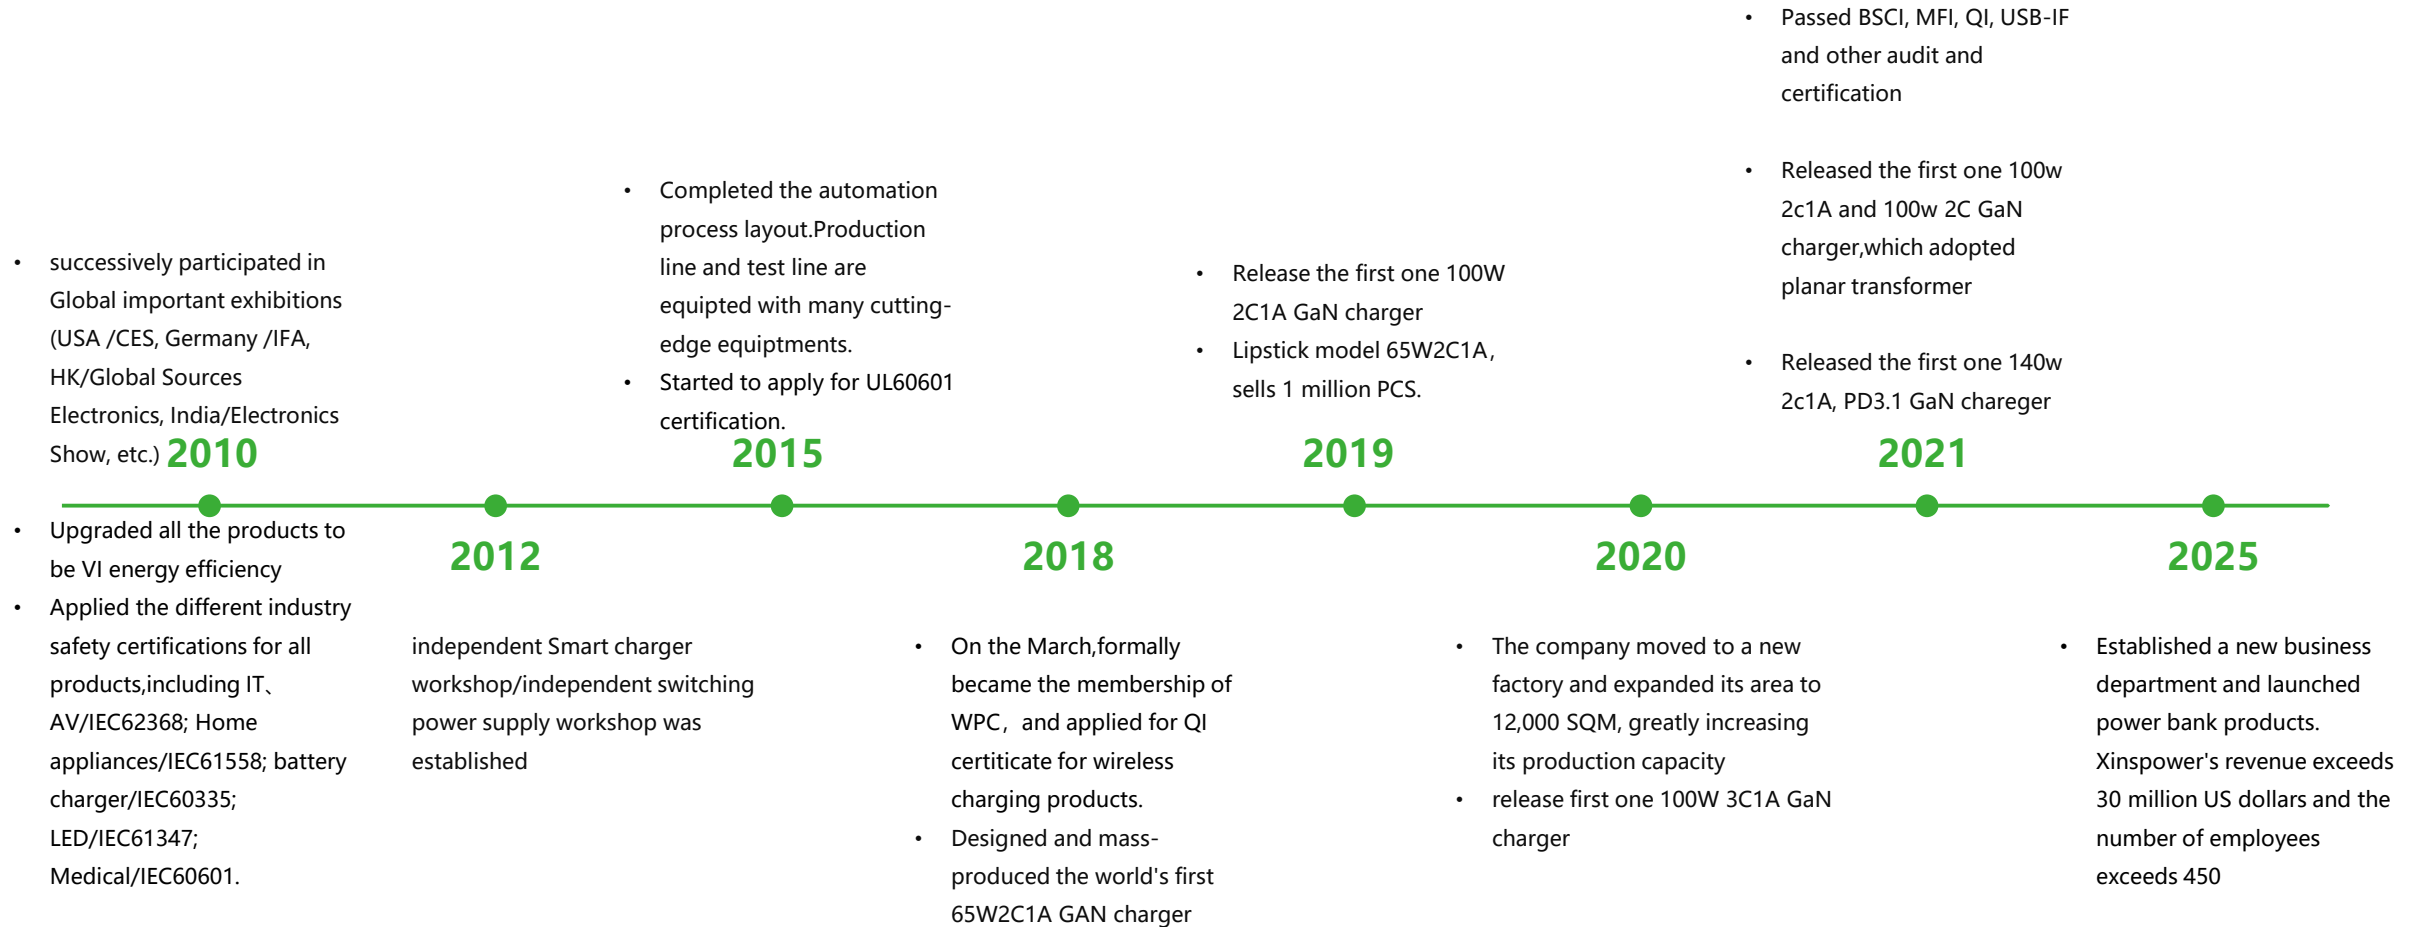 • successively participated in
Global important exhibitions
(USA /CES, Germany /IFA,
HK/Global Sources
Electronics, India/Electronics
Show, etc.)
2010
• Upgraded all the products to
be VI energy efficiency
• Applied the different industry
safety certifications for all
products,including IT、
AV/IEC62368; Home
appliances/IEC61558; battery
charger/IEC60335;
LED/IEC61347;
Medical/IEC60601.
2012
independent Smart charger
workshop/independent switching
power supply workshop was
established
• Completed the automation
process layout.Production
line and test line are
equipted with many cutting-
edge equiptments.
• Started to apply for UL60601
certification.
2015
2018
• On the March,formally
became the membership of
WPC，and applied for QI
certiticate for wireless
charging products.
• Designed and mass-
produced the world's first
65W2C1A GAN charger
• Release the first one 100W
2C1A GaN charger
• Lipstick model 65W2C1A，
sells 1 million PCS.
2019
2020
• The company moved to a new
factory and expanded its area to
12,000 SQM, greatly increasing
its production capacity
• release first one 100W 3C1A GaN
charger
• Passed BSCI, MFI, QI, USB-IF
and other audit and
certification
• Released the first one 100w
2c1A and 100w 2C GaN
charger,which adopted
planar transformer
• Released the first one 140w
2c1A, PD3.1 GaN chareger
2021
2025
• Established a new business
department and launched
power bank products.
Xinspower's revenue exceeds
30 million US dollars and the
number of employees
exceeds 450